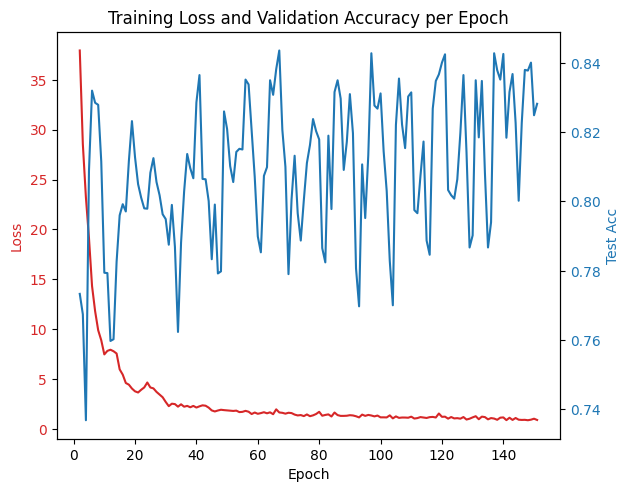 Training Loss and Validation Accuracy per Epoch
35
30
25
20
15
10
5
0
Loss
0.84
0.82
0.80
0.78
0.76
0.74
Test Acc
0 20 40 60 80 100 120 140
Epoch